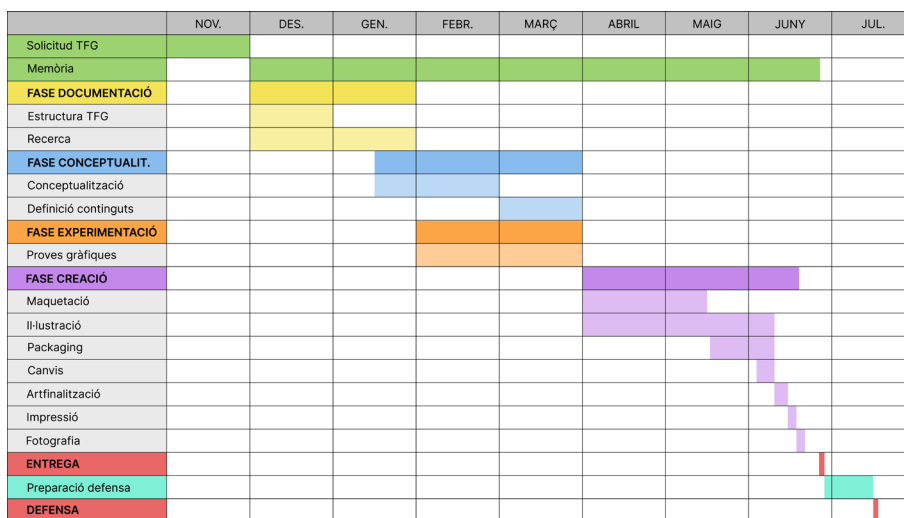 NOV. DES. GEN. FEBR. MARÇ ABRIL MAIG JUNY JUL.
Solicitud TFG
Memòria
FASE DOCUMENTACIÓ
Estructura TFG
Recerca
FASE CONCEPTUALIT.
Conceptualització
Definició continguts
FASE EXPERIMENTACIÓ
Proves gràfiques
FASE CREACIÓ
Maquetació
Il·lustració
Packaging
Canvis
Artfinalització
Impressió
Fotografia
ENTREGA
Preparació defensa
DEFENSA